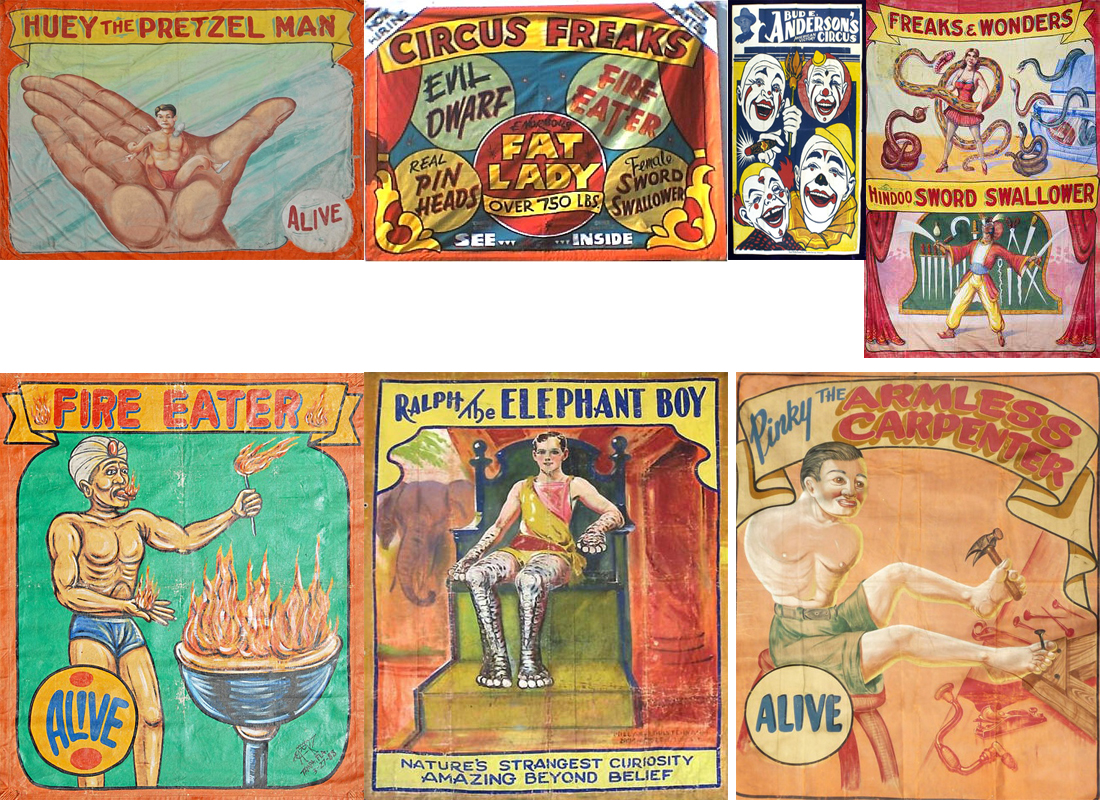 HUEY THE PRETZEL MAN
ALIVE
CIRCUS FREAKS
EVIL
DWARF
FIRE
EATER
ENORMOUS
FAT
LADY
OVER 750 LBS.
REAL
PIN
HEADS
Female
SWORD
SWALLOWER
SEE... ...INSIDE
BUD E.
ANDERSON'S
CIRCUS
FREAKS & WONDERS
HINDOO SWORD SWALLOWER
FIRE EATER
ALIVE
RALPH The ELEPHANT BOY
NATURE'S STRANGEST CURIOSITY
AMAZING BEYOND BELIEF
Pinky THE ARMLESS
CARPENTER
ALIVE